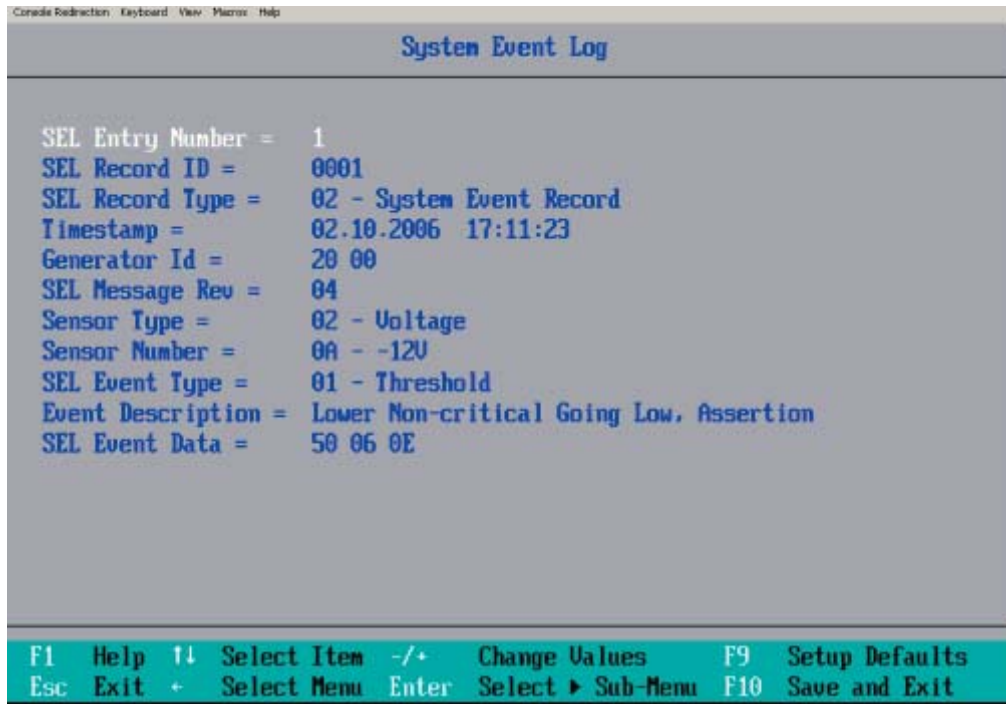 Console Redirection Keyboard View Macros Help
System Event Log
SEL Entry Number = 1
SEL Record ID = 0001
SEL Record Type = 02 - System Event Record
Timestamp = 02.10.2006 17:11:23
Generator Id = 20 00
SEL Message Rev = 04
Sensor Type = 02 - Voltage
Sensor Number = 0A - -12V
SEL Event Type = 01 - Threshold
Event Description = Lower Non-critical Going Low, Assertion
SEL Event Data = 50 06 0E
F1 Help ↑↓ Select Item -/+ Change Values F9 Setup Defaults
Esc Exit ← Select Menu Enter Select ▶ Sub-Menu F10 Save and Exit